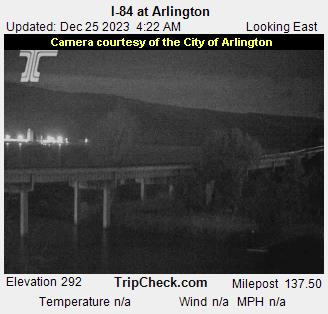 I-84 at Arlington
Updated: Dec 25 2023 4:22 AM Looking East
Camera courtesy of the City of Arlington
Elevation 292 TripCheck.com Milepost 137.50
Temperature n/a Wind n/a MPH n/a